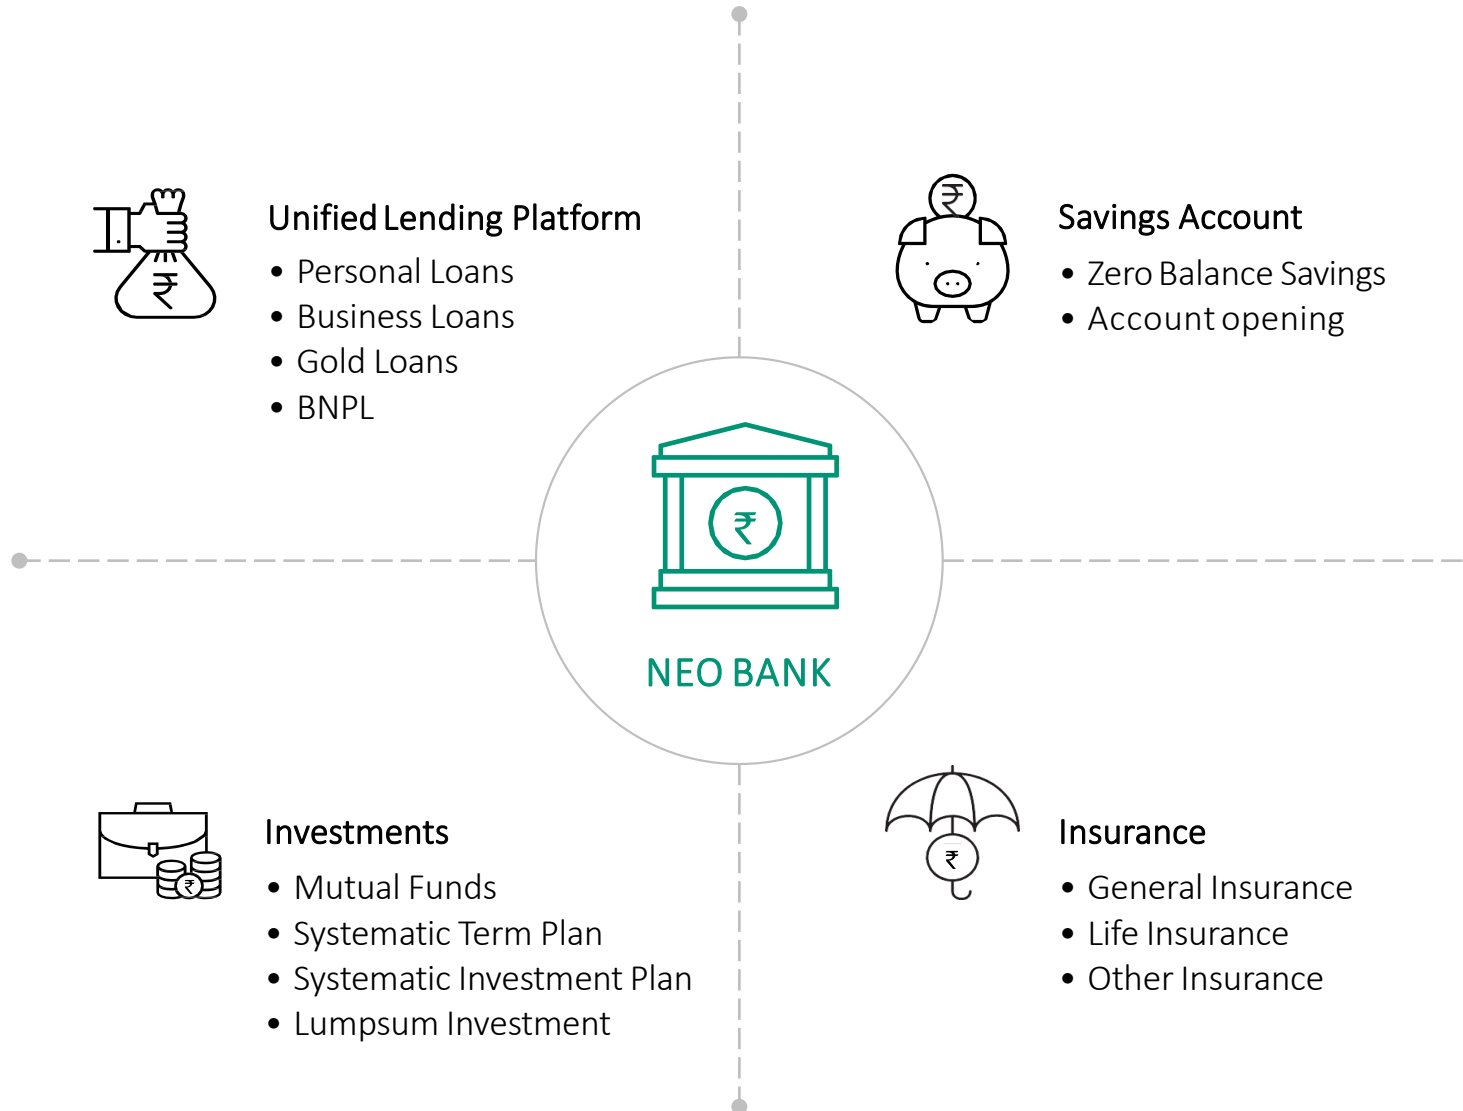 Unified Lending Platform
• Personal Loans
• Business Loans
• Gold Loans
• BNPL
₹
Savings Account
• Zero Balance Savings
• Account opening
₹
₹
NEO BANK
Investments
• Mutual Funds
• Systematic Term Plan
• Systematic Investment Plan
• Lumpsum Investment
₹
Insurance
• General Insurance
• Life Insurance
• Other Insurance
₹